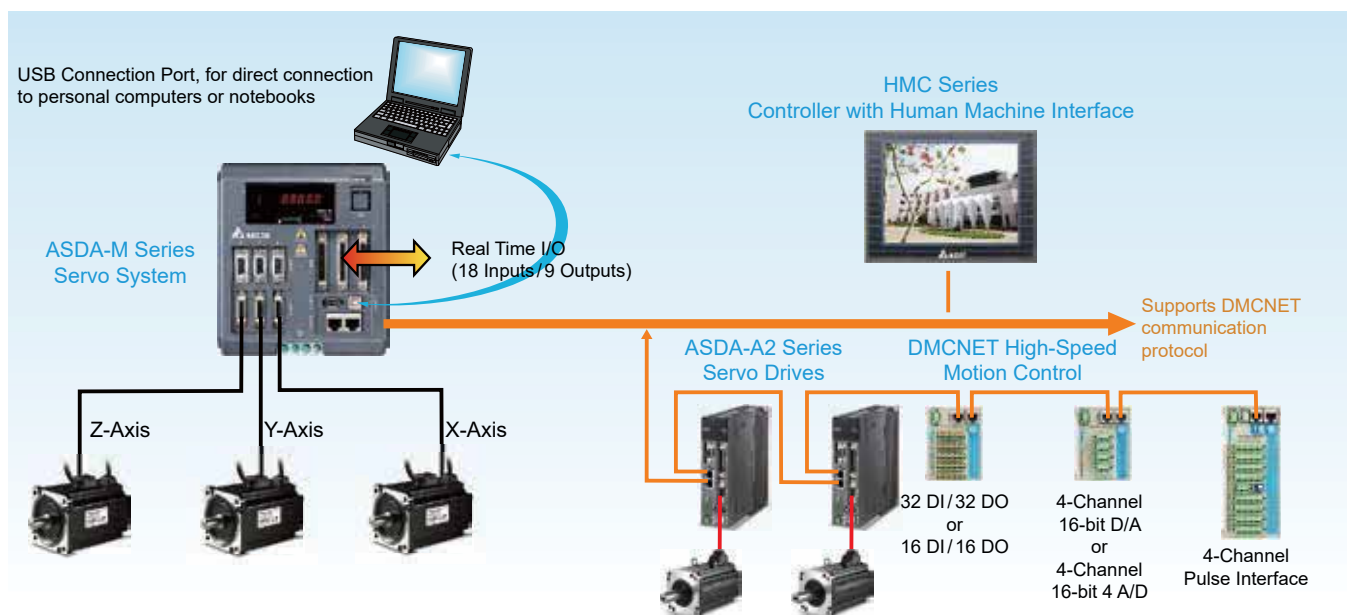 USB Connection Port, for direct connection
to personal computers or notebooks
HMC Series
Controller with Human Machine Interface
ASDA-M Series
Servo System
Real Time I/O
(18 Inputs/9 Outputs)
Supports DMCNET
communication
protocol
ASDA-A2 Series
Servo Drives
DMCNET High-Speed
Motion Control
Z-Axis
Y-Axis
X-Axis
32 DI/32 DO
or
16 DI/16 DO
4-Channel
16-bit D/A
or
4-Channel
16-bit 4 A/D
4-Channel
Pulse Interface